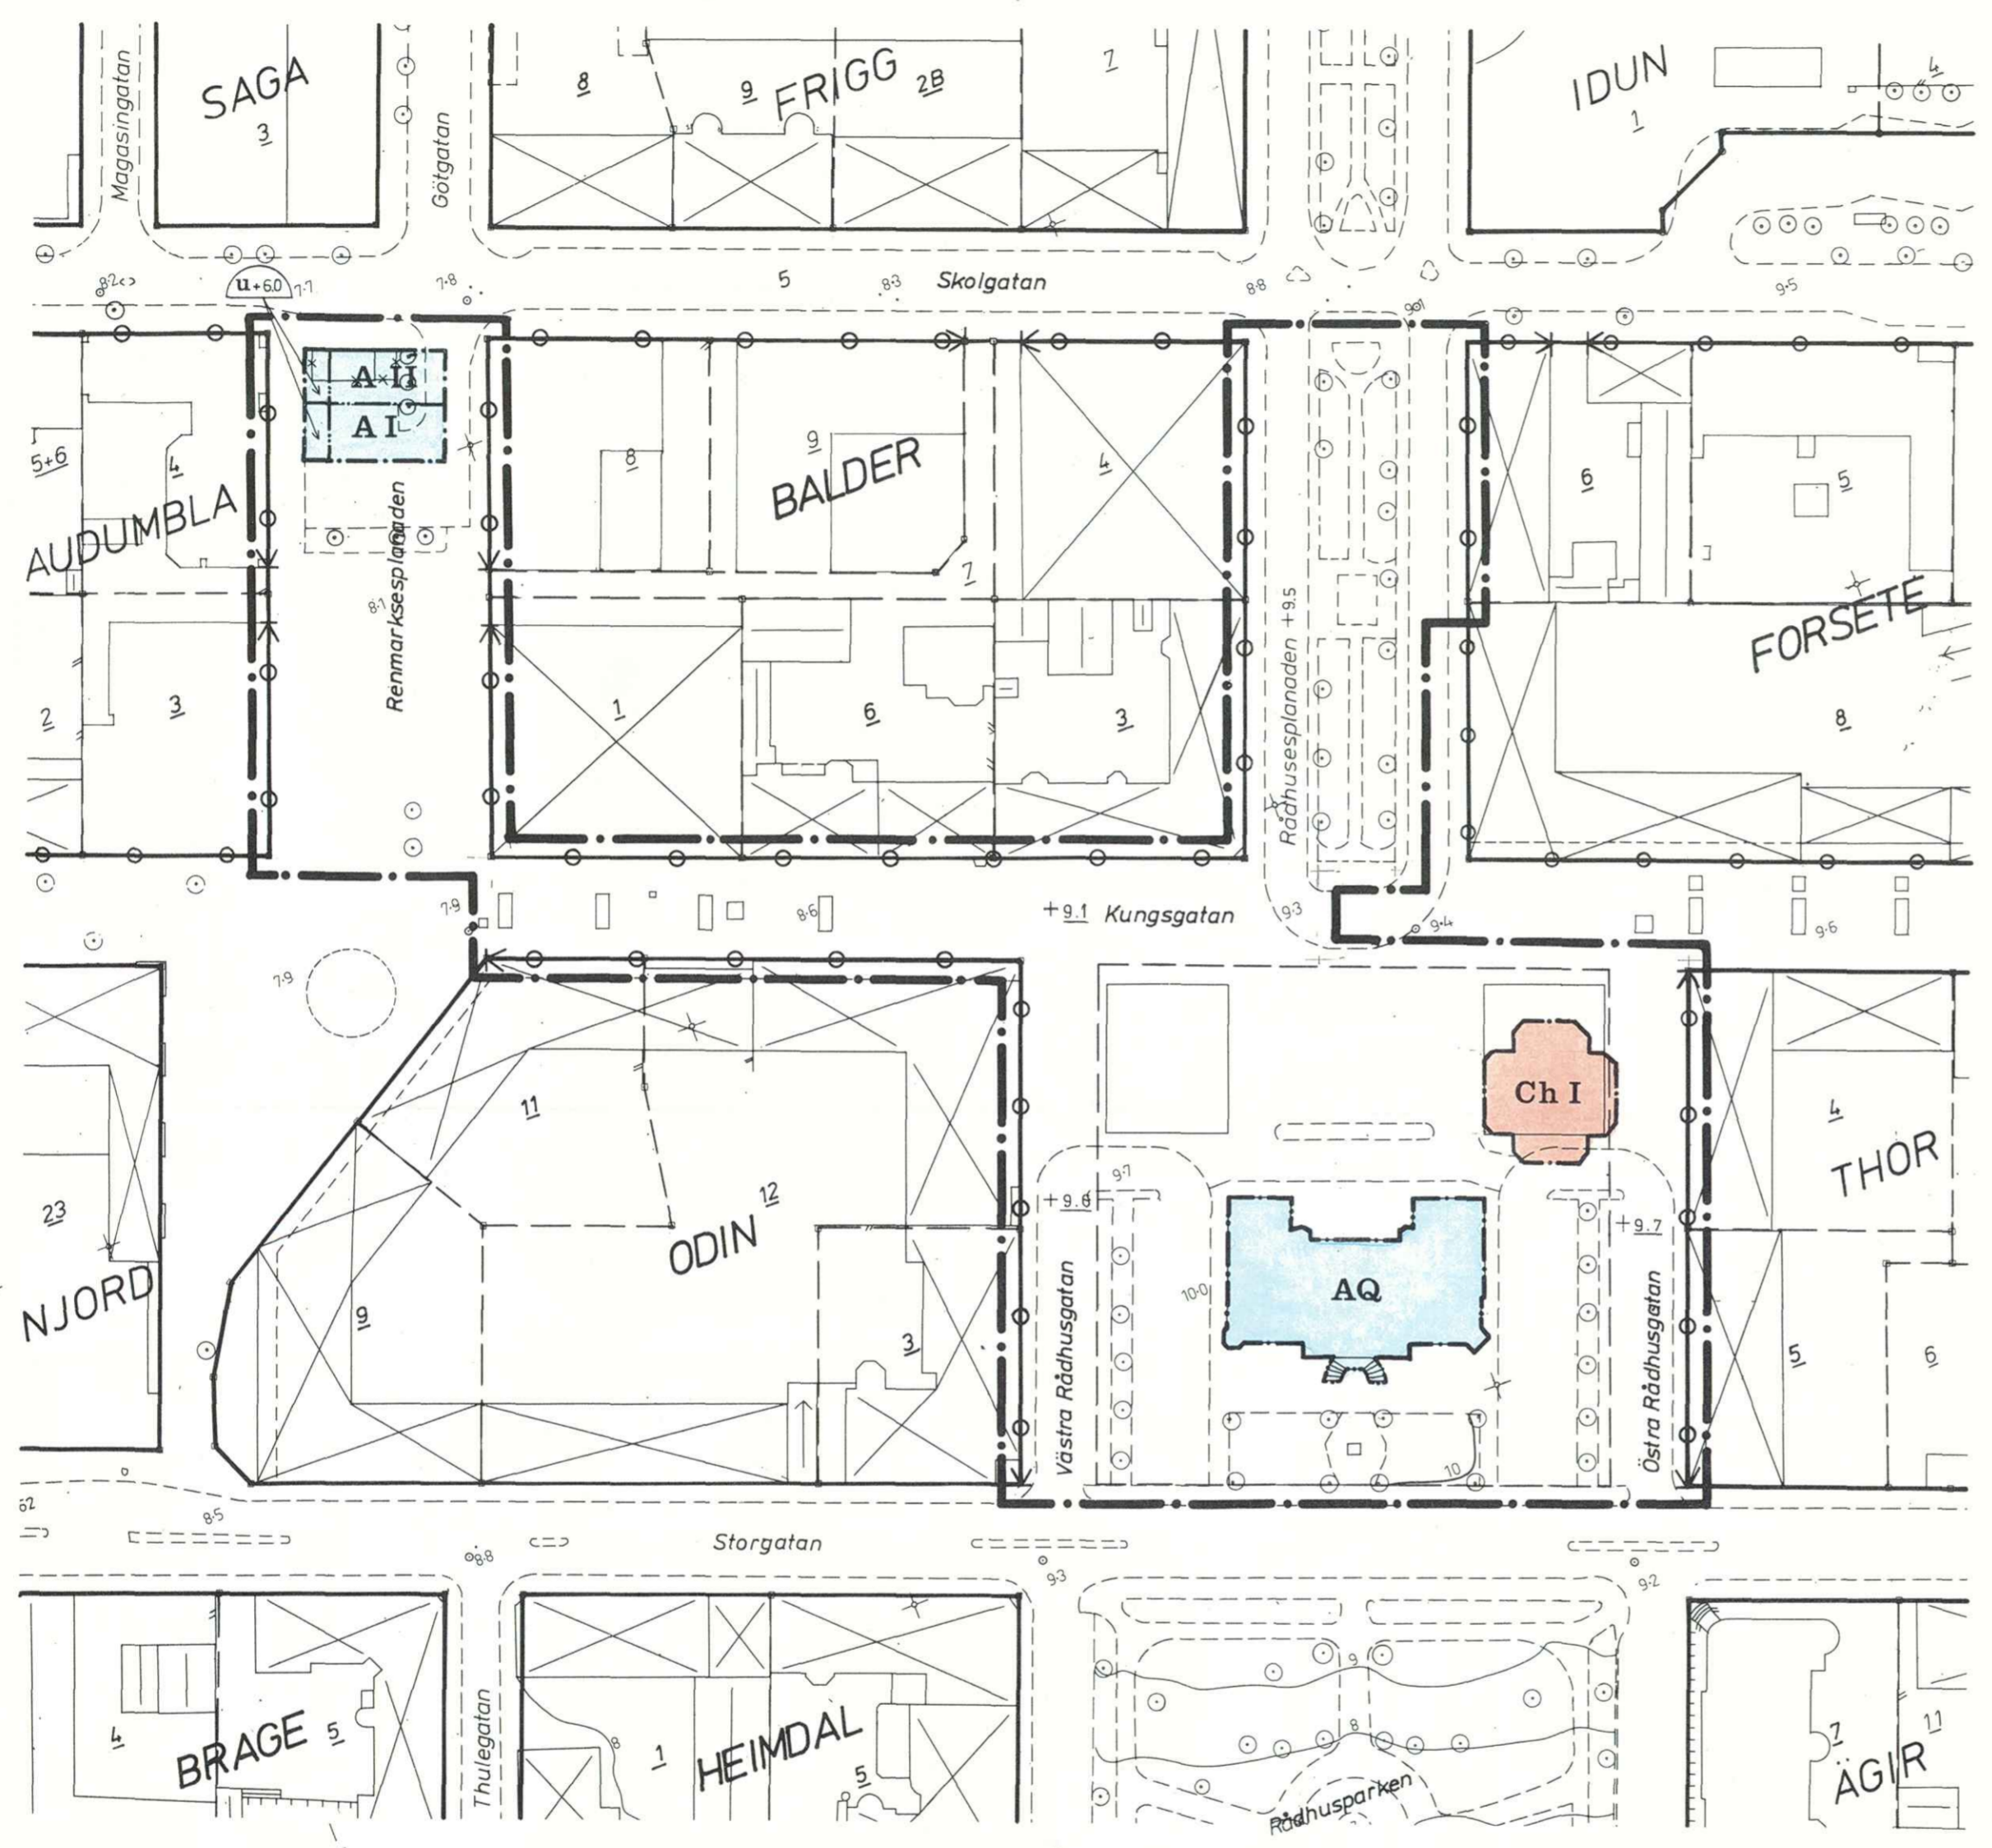 Magasingatan
SAGA
3
Götgatan
8
9
FRIGG
2B
7
IDUN
1
4
8.2
u+6.0
7.7
7.8
5
8.3
Skolgatan
8.8
9.5
A II
A I
5+6
4
AUDUMBLA
2
3
Renmarksesplanaden
8.1
8
9
BALDER
4
7
1
6
3
Rådhusesplanaden +9.5
6
5
FORSETE
8
7.9
8.6
+9.1 Kungsgatan
9.3
9.4
9.6
7.9
11
12
ODIN
9
3
23
NJORD
Ch I
9.7
+9.6
+9.7
AQ
10.0
Västra Rådhusgatan
Östra Rådhusgatan
10
4
THOR
5
6
62
8.5
8.8
Storgatan
9.3
9.2
4
BRAGE
5
Thulegatan
8
1
HEIMDAL
5
9
8
Rådhusparken
7
ÄGIR
11